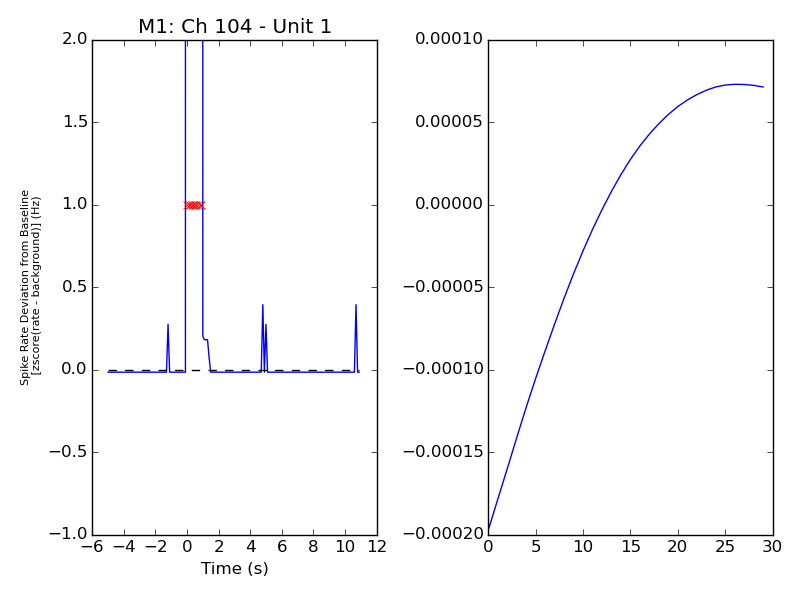 M1: Ch 104 - Unit 1
Spike Rate Deviation from Baseline
[zscore(rate - background)] (Hz)
2.0
1.5
1.0
0.5
0.0
−0.5
−1.0
−6 −4 −2 0 2 4 6 8 10 12
Time (s)
0.00010
0.00005
0.00000
−0.00005
−0.00010
−0.00015
−0.00020
0 5 10 15 20 25 30